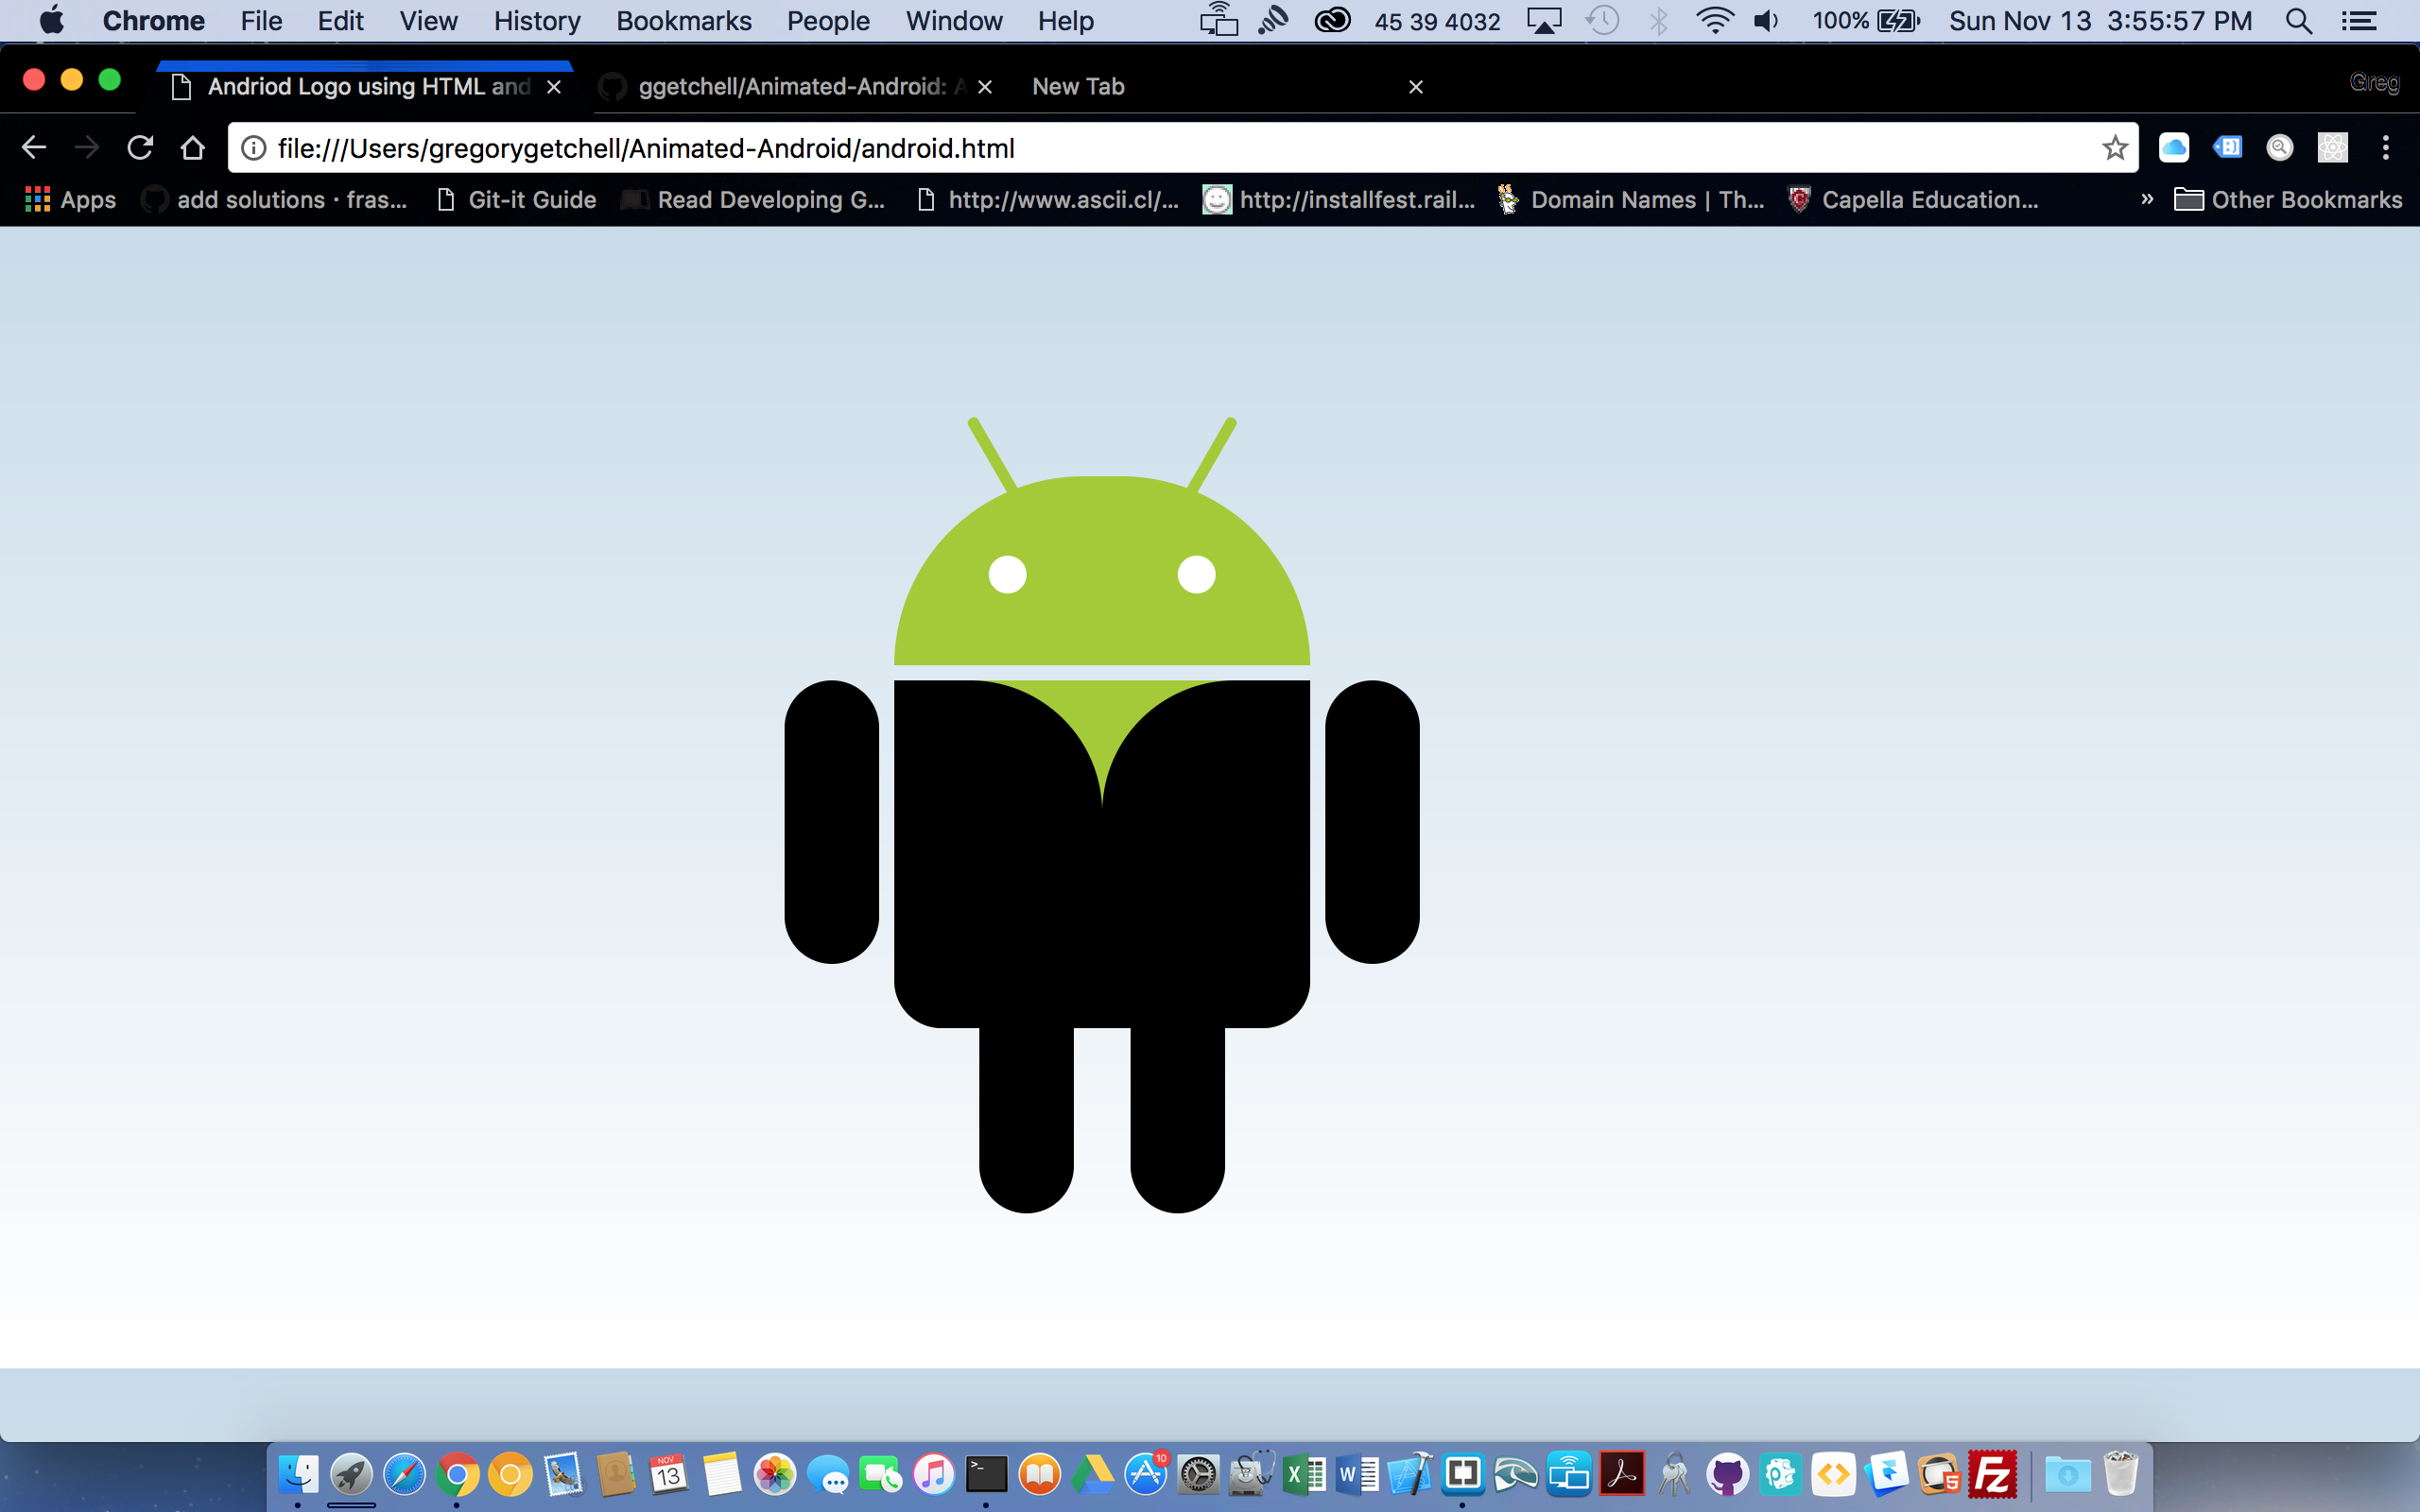 Chrome File Edit View History Bookmarks People Window Help 45 39 4032 100% Sun Nov 13 3:55:57 PM
Andriod Logo using HTML and ggetchell/Animated-Android: A New Tab Greg
file:///Users/gregorygetchell/Animated-Android/android.html
Apps add solutions · fras... Git-it Guide Read Developing G... http://www.ascii.cl/... http://installfest.rail... Domain Names | Th... Capella Education... » Other Bookmarks
10
NOV
13
>_
X
W
5
Fz